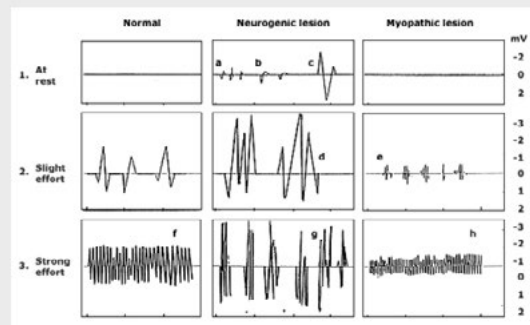 Normal Neurogenic lesion Myopathic lesion
mV
a b c
1. At rest
-2
0
2
2. Slight effort
d
e
-3
-2
-1
0
1
2
3. Strong effort
f
g
h
-3
-2
-1
0
1
2